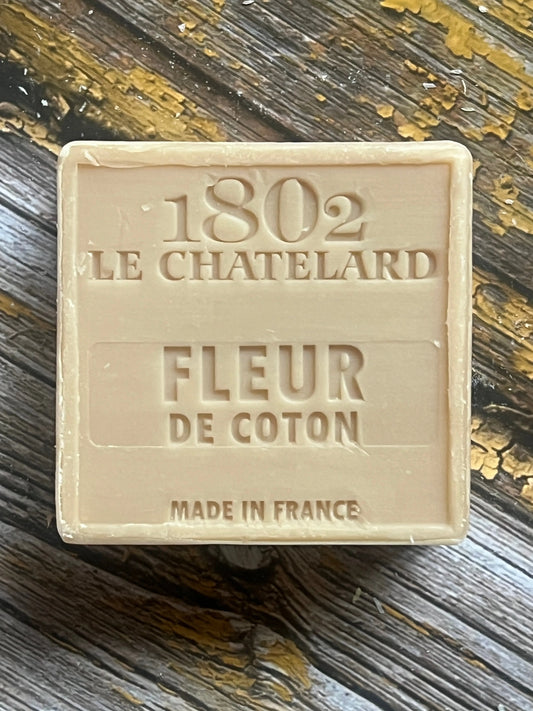 1802
LE CHATELARD
FLEUR
DE COTON
MADE IN FRANCE